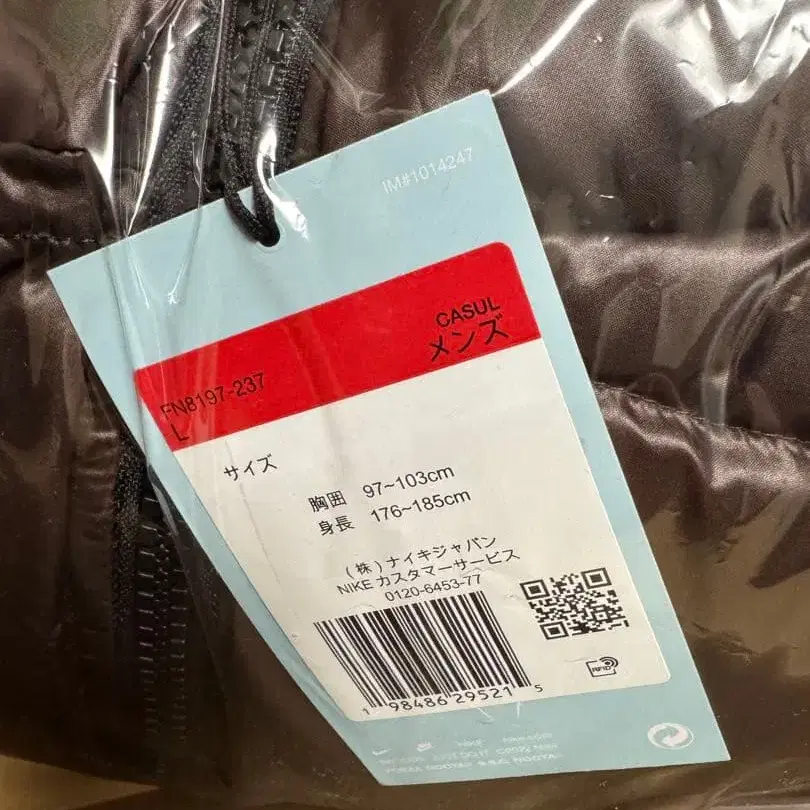 IM#1014247
CASUL
メンズ
FN8197-237
L
サイズ
胸囲 97~103cm
身長 176~185cm
(株)ナイキジャパン
NIKE カスタマーサービス
0120-6453-77
RFID
1 98486 29521 5